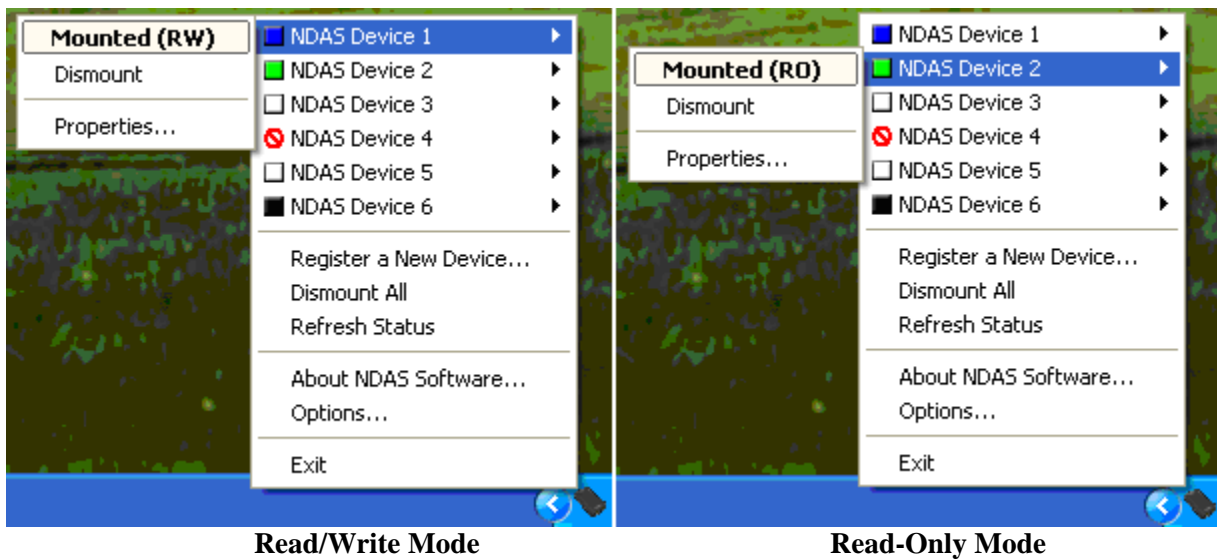 Mounted (RW)
Dismount
Properties...
NDAS Device 1
NDAS Device 2
NDAS Device 3
NDAS Device 4
NDAS Device 5
NDAS Device 6
Register a New Device...
Dismount All
Refresh Status
About NDAS Software...
Options...
Exit
Read/Write Mode
Mounted (RO)
Dismount
Properties...
NDAS Device 1
NDAS Device 2
NDAS Device 3
NDAS Device 4
NDAS Device 5
NDAS Device 6
Register a New Device...
Dismount All
Refresh Status
About NDAS Software...
Options...
Exit
Read-Only Mode